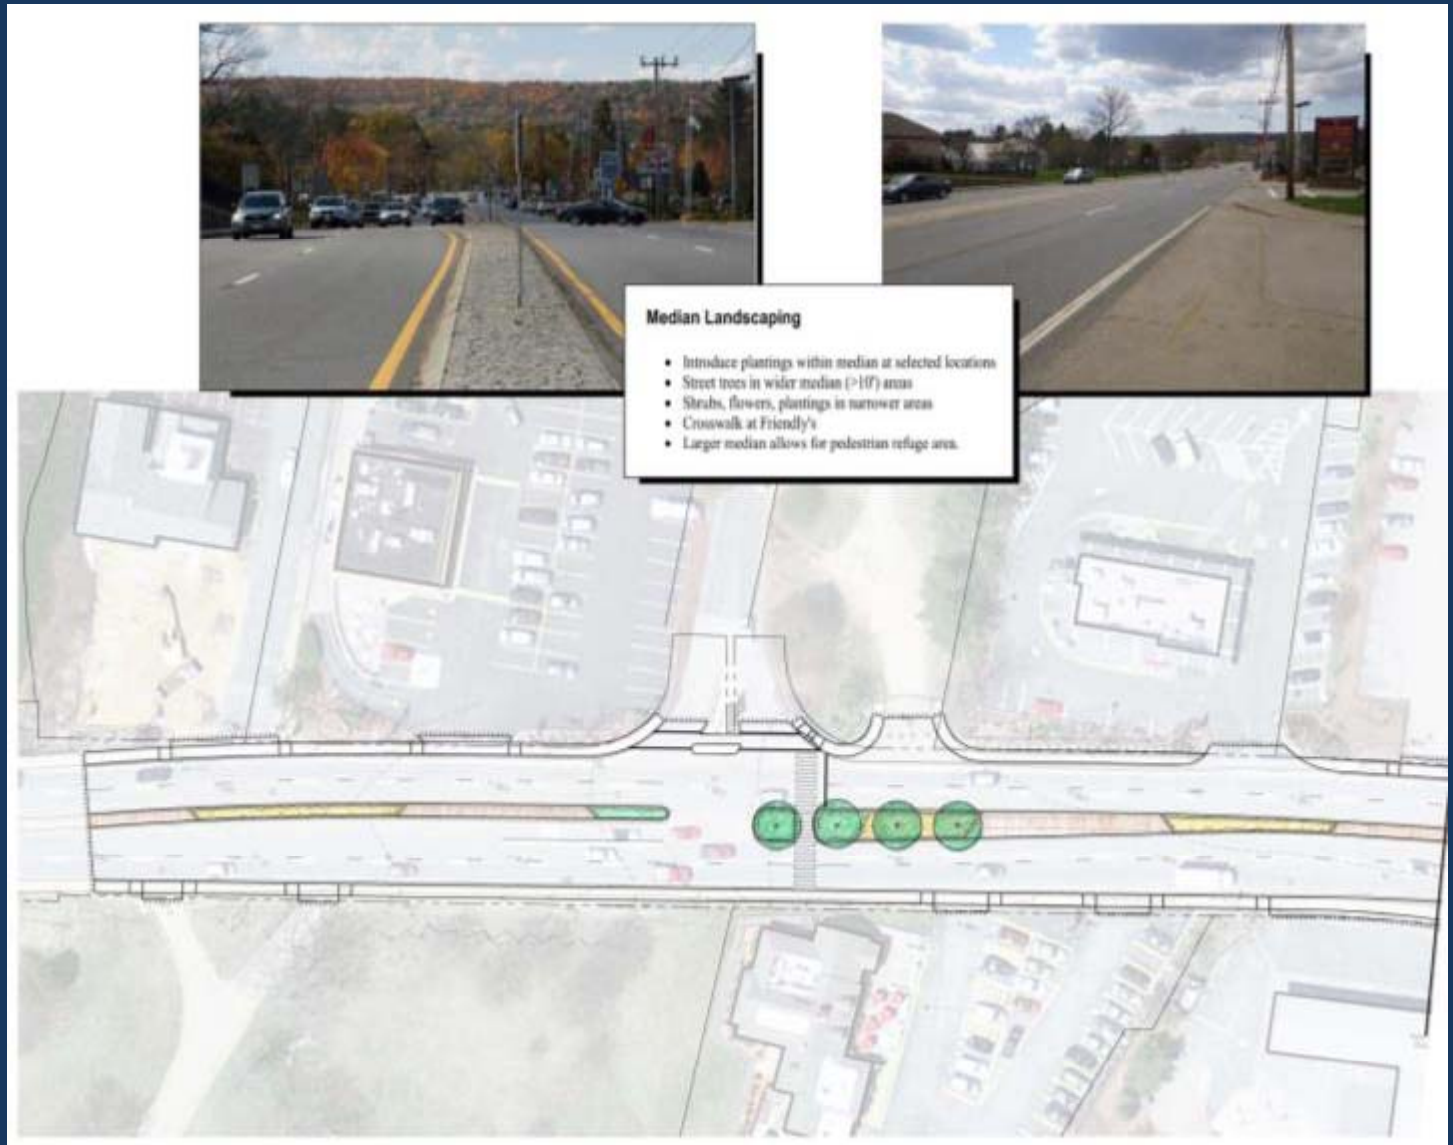 Median Landscaping
Introduce plantings within median at selected locations
Street trees in wider median (>10') areas
Shrubs, flowers, plantings in narrower areas
Crosswalk at Friendly's
Larger median allows for pedestrian refuge area.